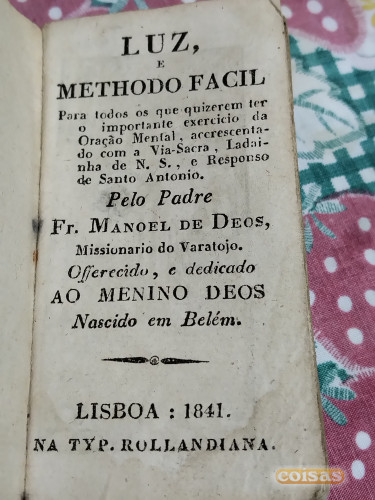 LUZ,
E
METHODO FACIL
Para todos os que quizerem ter
o importante exercicio da
Oração Mental, accrescenta-
do com a Via-Sacra, Ladai-
nha de N. S., e Responso
de Santo Antonio.
Pelo Padre
FR. MANOEL DE DEOS,
Missionario do Varatojo.
Offerecido, e dedicado
AO MENINO DEOS
Nascido em Belém.
LISBOA: 1841.
NA TYP. ROLLANDIANA.
coisas